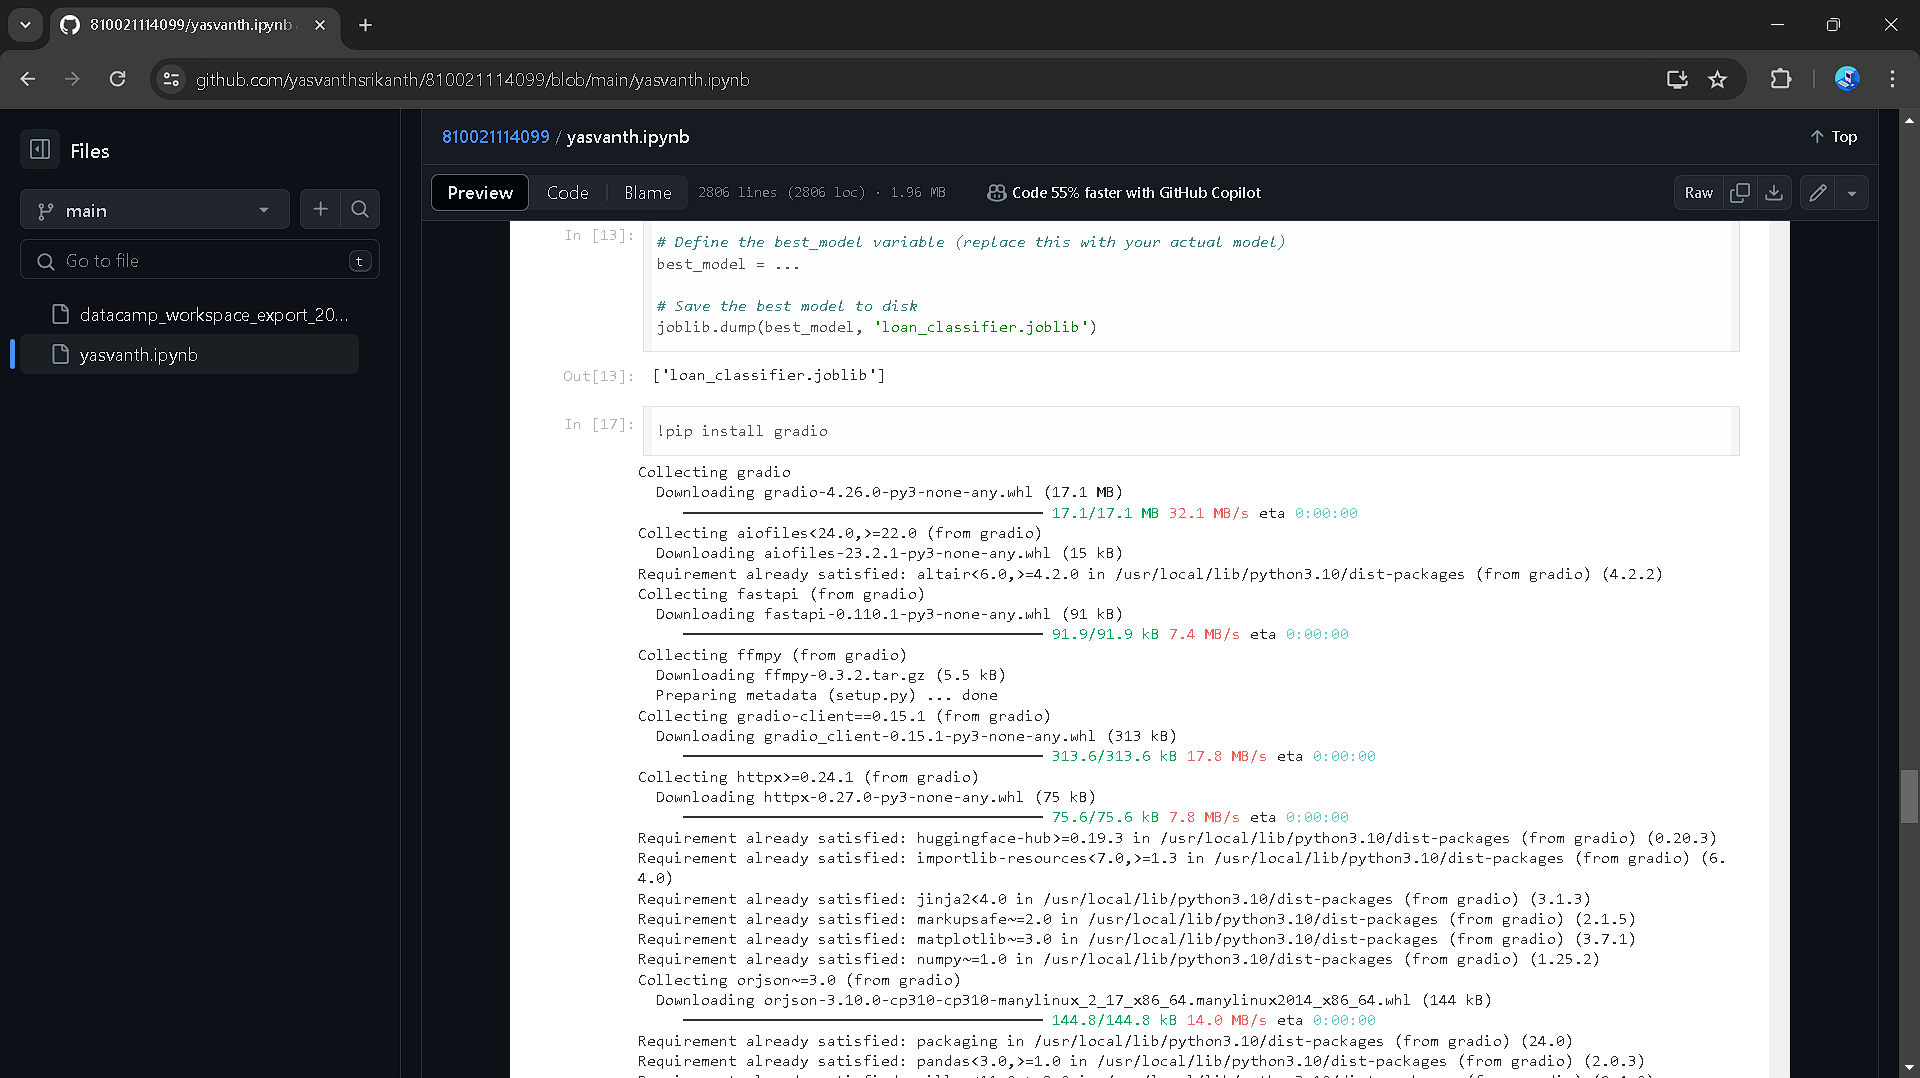 810021114099/yasvanth.ipynb
github.com/yasvanthsrikanth/810021114099/blob/main/yasvanth.ipynb
Files
main
Go to file
t
datacamp_workspace_export_20...
yasvanth.ipynb
810021114099 / yasvanth.ipynb
Top
Preview
Code
Blame
2806 lines (2806 loc) · 1.96 MB
Code 55% faster with GitHub Copilot
Raw
In [13]:
# Define the best_model variable (replace this with your actual model)
best_model = ...
# Save the best model to disk
joblib.dump(best_model, 'loan_classifier.joblib')
Out[13]: ['loan_classifier.joblib']
In [17]:
!pip install gradio
Collecting gradio
Downloading gradio-4.26.0-py3-none-any.whl (17.1 MB)
17.1/17.1 MB 32.1 MB/s eta 0:00:00
Collecting aiofiles<24.0,>=22.0 (from gradio)
Downloading aiofiles-23.2.1-py3-none-any.whl (15 kB)
Requirement already satisfied: altair<6.0,>=4.2.0 in /usr/local/lib/python3.10/dist-packages (from gradio) (4.2.2)
Collecting fastapi (from gradio)
Downloading fastapi-0.110.1-py3-none-any.whl (91 kB)
91.9/91.9 kB 7.4 MB/s eta 0:00:00
Collecting ffmpy (from gradio)
Downloading ffmpy-0.3.2.tar.gz (5.5 kB)
Preparing metadata (setup.py) ... done
Collecting gradio-client==0.15.1 (from gradio)
Downloading gradio_client-0.15.1-py3-none-any.whl (313 kB)
313.6/313.6 kB 17.8 MB/s eta 0:00:00
Collecting httpx>=0.24.1 (from gradio)
Downloading httpx-0.27.0-py3-none-any.whl (75 kB)
75.6/75.6 kB 7.8 MB/s eta 0:00:00
Requirement already satisfied: huggingface-hub>=0.19.3 in /usr/local/lib/python3.10/dist-packages (from gradio) (0.20.3)
Requirement already satisfied: importlib-resources<7.0,>=1.3 in /usr/local/lib/python3.10/dist-packages (from gradio) (6.
4.0)
Requirement already satisfied: jinja2<4.0 in /usr/local/lib/python3.10/dist-packages (from gradio) (3.1.3)
Requirement already satisfied: markupsafe~=2.0 in /usr/local/lib/python3.10/dist-packages (from gradio) (2.1.5)
Requirement already satisfied: matplotlib~=3.0 in /usr/local/lib/python3.10/dist-packages (from gradio) (3.7.1)
Requirement already satisfied: numpy~=1.0 in /usr/local/lib/python3.10/dist-packages (from gradio) (1.25.2)
Collecting orjson~=3.0 (from gradio)
Downloading orjson-3.10.0-cp310-cp310-manylinux_2_17_x86_64.manylinux2014_x86_64.whl (144 kB)
144.8/144.8 kB 14.0 MB/s eta 0:00:00
Requirement already satisfied: packaging in /usr/local/lib/python3.10/dist-packages (from gradio) (24.0)
Requirement already satisfied: pandas<3.0,>=1.0 in /usr/local/lib/python3.10/dist-packages (from gradio) (2.0.3)